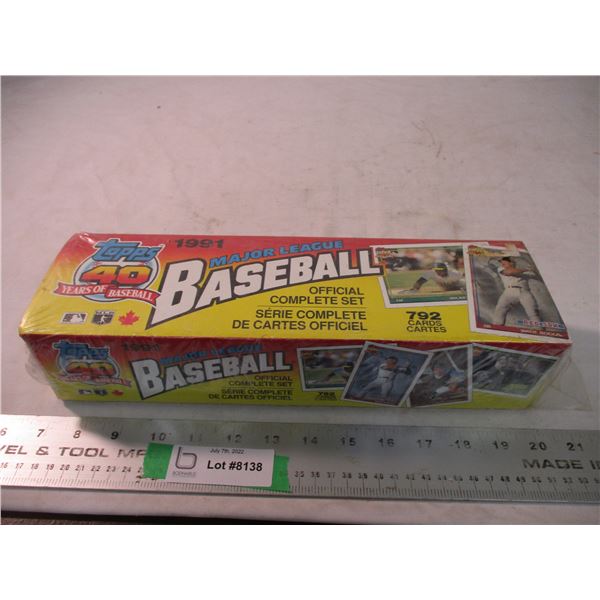 Topps
40
YEARS OF BASEBALL
1991
MAJOR LEAGUE
BASEBALL
OFFICIAL
COMPLETE SET
SÉRIE COMPLETE
DE CARTES OFFICIEL
792
CARDS
CARTES
Topps
40
1991
MAJOR LEAGUE
BASEBALL
OFFICIAL
COMPLETE SET
SÉRIE COMPLETE
DE CARTES OFFICIEL
792
6 7 8 9 10 11 12 13 14 15 16 17 18 19 20 21
VEL & TOOL
MADE IN
July 7th, 2022
Lot #8138